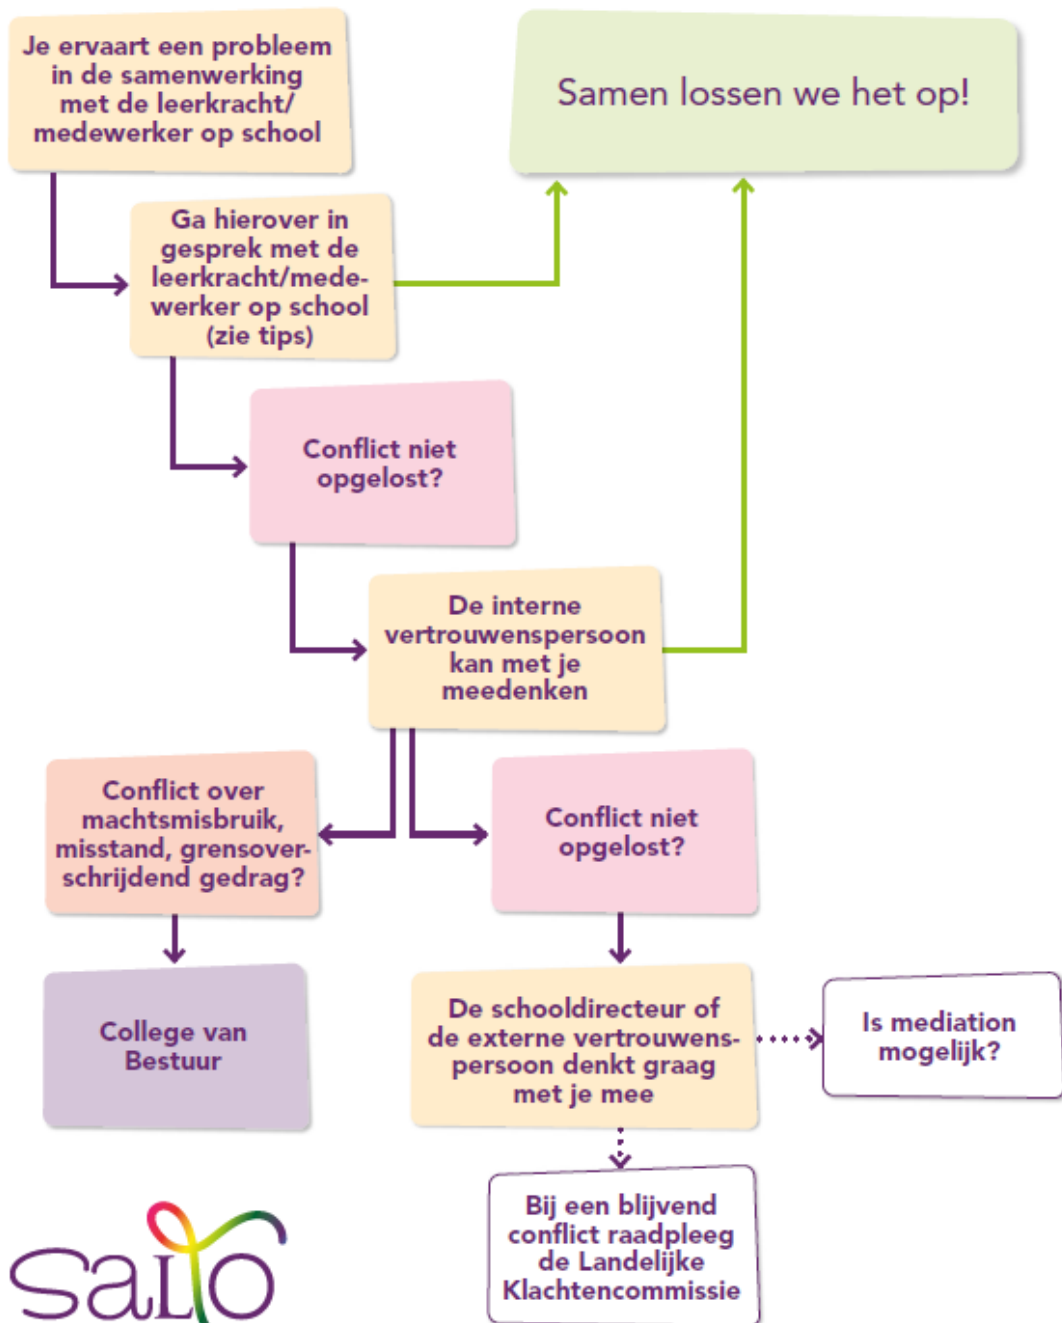 Je ervaart een probleem
in de samenwerking
met de leerkracht/
medewerker op school
Samen lossen we het op!
Ga hierover in
gesprek met de
leerkracht/mede-
werker op school
(zie tips)
Conflict niet
opgelost?
De interne
vertrouwenspersoon
kan met je
meedenken
Conflict over
machtsmisbruik,
misstand, grensover-
schrijdend gedrag?
Conflict niet
opgelost?
College van
Bestuur
De schooldirecteur of
de externe vertrouwens-
persoon denkt graag
met je mee
Is mediation
mogelijk?
Bij een blijvend
conflict raadpleeg
de Landelijke
Klachtencommissie
SALTO